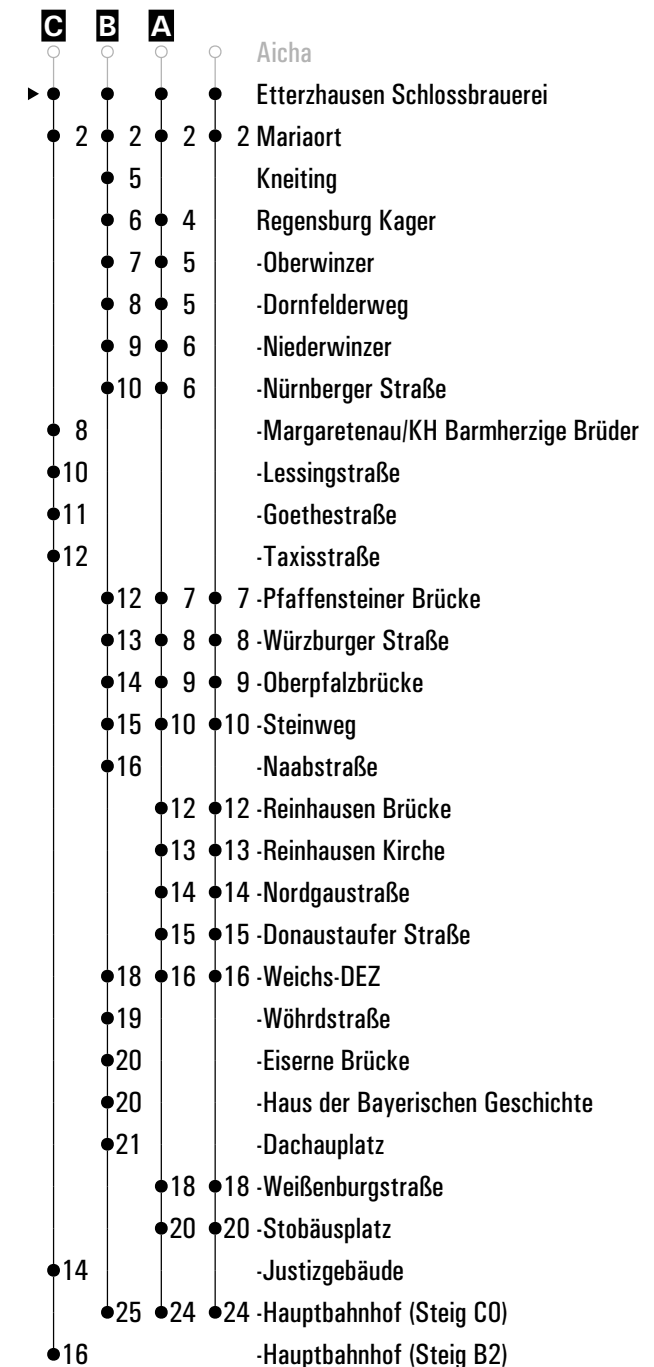 C B A
Aicha
Etterzhausen Schlossbrauerei
2 2 2 2 Mariaort
5 Kneiting
6 4 Regensburg Kager
7 5 -Oberwinzer
8 5 -Dornfelderweg
9 6 -Niederwinzer
10 6 -Nürnberger Straße
8 -Margaretenau/KH Barmherzige Brüder
10 -Lessingstraße
11 -Goethestraße
12 -Taxisstraße
12 7 7 -Pfaffensteiner Brücke
13 8 8 -Würzburger Straße
14 9 9 -Oberpfalzbrücke
15 10 10 -Steinweg
16 -Naabstraße
12 12 -Reinhausen Brücke
13 13 -Reinhausen Kirche
14 14 -Nordgaustraße
15 15 -Donaustaufer Straße
18 16 16 -Weichs-DEZ
19 -Wöhrdstraße
20 -Eiserne Brücke
20 -Haus der Bayerischen Geschichte
21 -Dachauplatz
18 18 -Weißenburgstraße
20 20 -Stobäusplatz
14 -Justizgebäude
25 24 24 -Hauptbahnhof (Steig C0)
16 -Hauptbahnhof (Steig B2)